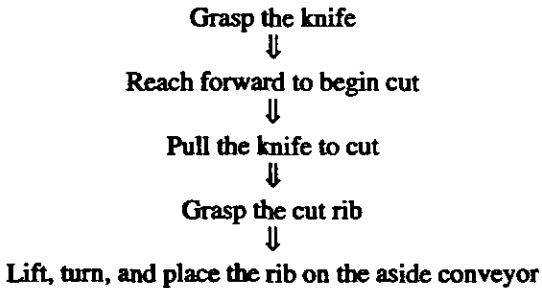 Grasp the knife
⇓
Reach forward to begin cut
⇓
Pull the knife to cut
⇓
Grasp the cut rib
⇓
Lift, turn, and place the rib on the aside conveyor